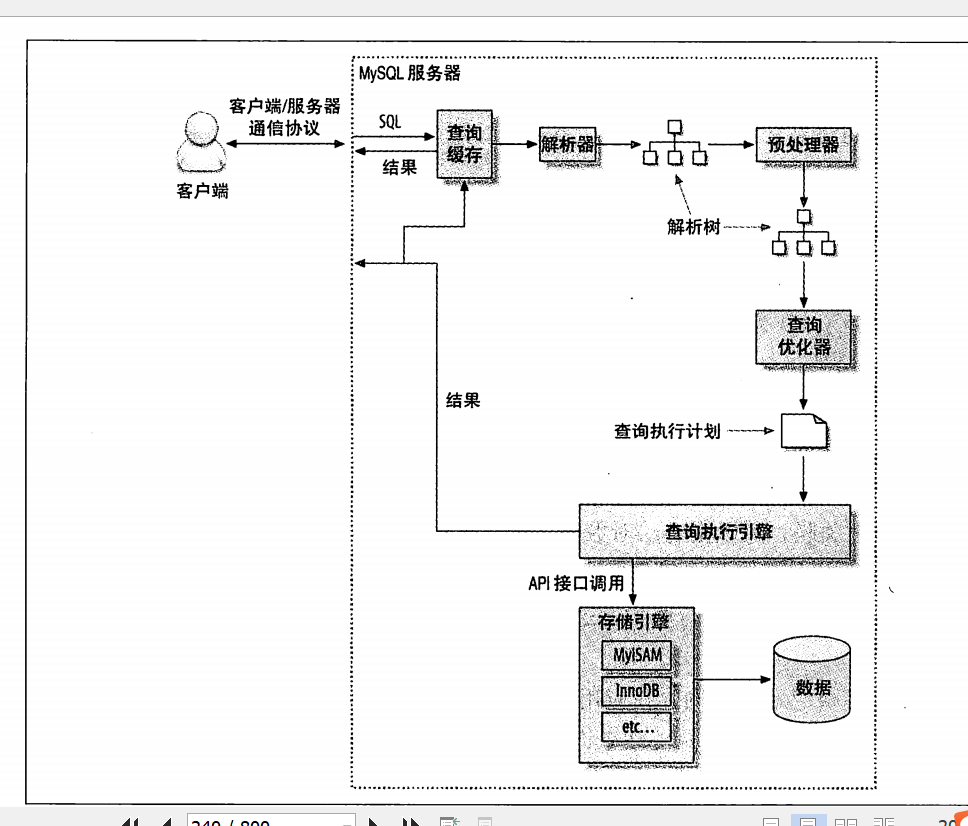 MySQL 服务器
客户端/服务器
通信协议
客户端
SQL
结果
查询
缓存
解析器
预处理器
解析树
查询
优化器
结果
查询执行计划
查询执行引擎
API 接口调用
存储引擎
MyISAM
InnoDB
etc...
数据